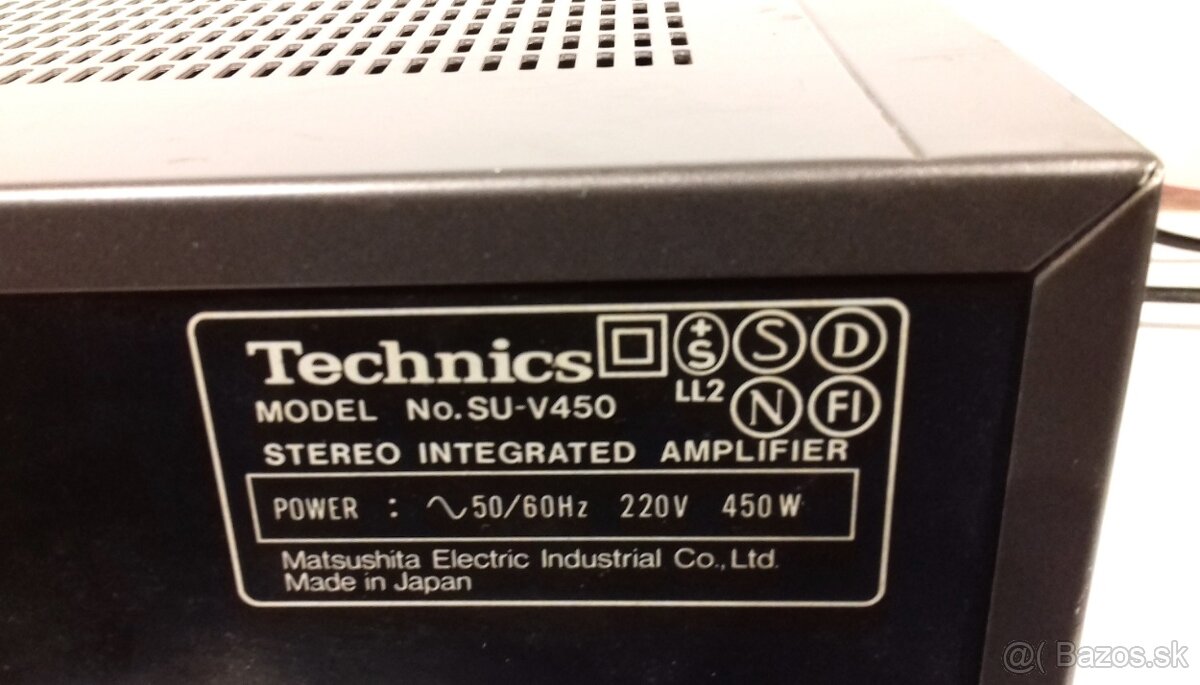 Technics +S S D
LL2 N FI
MODEL No. SU-V450
STEREO INTEGRATED AMPLIFIER
POWER : ∿50/60Hz 220V 450W
Matsushita Electric Industrial Co., Ltd.
Made in Japan
@( Bazos.sk